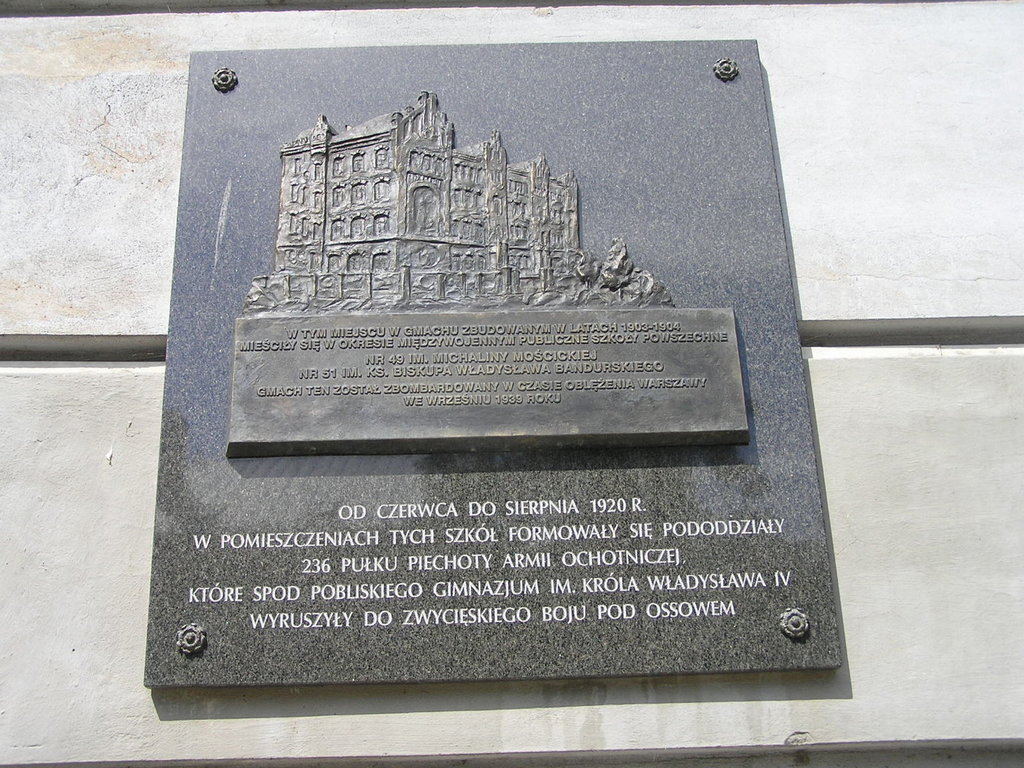 W TYM MIEJSCU W GMACHU ZBUDOWANYM W LATACH 1903-1904
MIEŚCIŁY SIĘ W OKRESIE MIĘDZYWOJENNYM PUBLICZNE SZKOŁY POWSZECHNE
NR 49 IM. MICHALINY MOŚCICKIEJ
NR 51 IM. KS. BISKUPA WŁADYSŁAWA BANDURSKIEGO
GMACH TEN ZOSTAŁ ZBOMBARDOWANY W CZASIE OBLĘŻENIA WARSZAWY
WE WRZEŚNIU 1939 ROKU
OD CZERWCA DO SIERPNIA 1920 R.
W POMIESZCZENIACH TYCH SZKÓŁ FORMOWAŁY SIĘ PODODDZIAŁY
236 PUŁKU PIECHOTY ARMII OCHOTNICZEJ,
KTÓRE SPOD POBLISKIEGO GIMNAZJUM IM. KRÓLA WŁADYSŁAWA IV
WYRUSZYŁY DO ZWYCIĘSKIEGO BOJU POD OSSOWEM